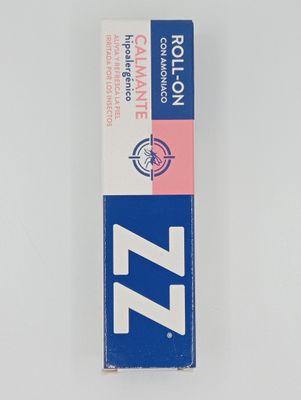 ROLL-ON
CON AMONIACO
CALMANTE
hipoalergénico
ALIVIA Y REFRESCA LA PIEL
IRRITADA POR LOS INSECTOS
ZZ®